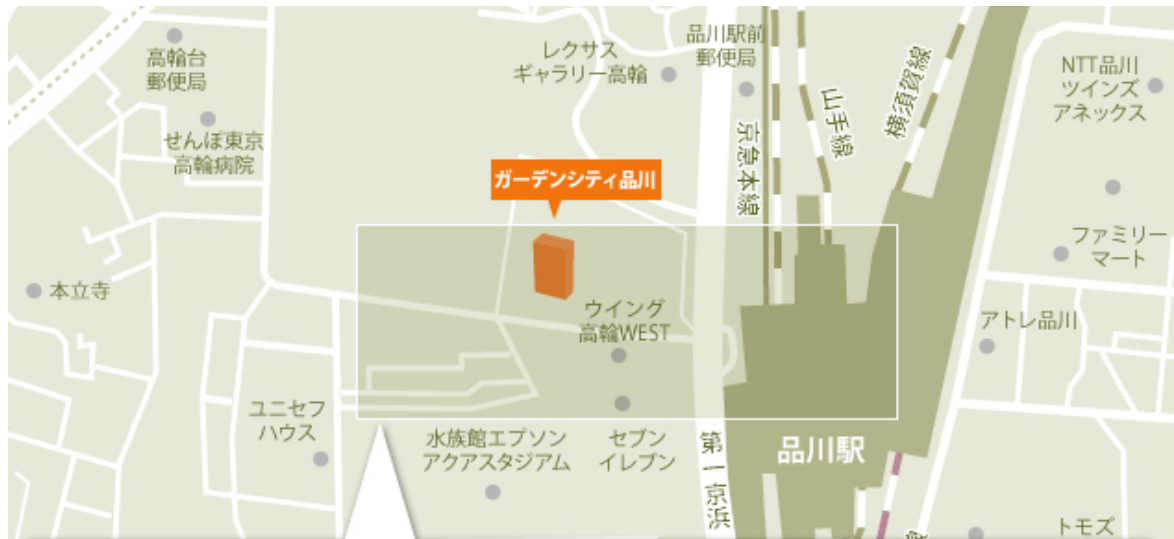 高輪台
郵便局
せんぽ東京
高輪病院
レクサス
ギャラリー高輪
品川駅前
郵便局
京急本線
山手線
横須賀線
NTT品川
ツインズ
アネックス
ガーデンシティ品川
ファミリー
マート
本立寺
ウイング
高輪WEST
アトレ品川
ユニセフ
ハウス
水族館エプソン
アクアスタジアム
セブン
イレブン
第一京浜
品川駅
線
トモズ